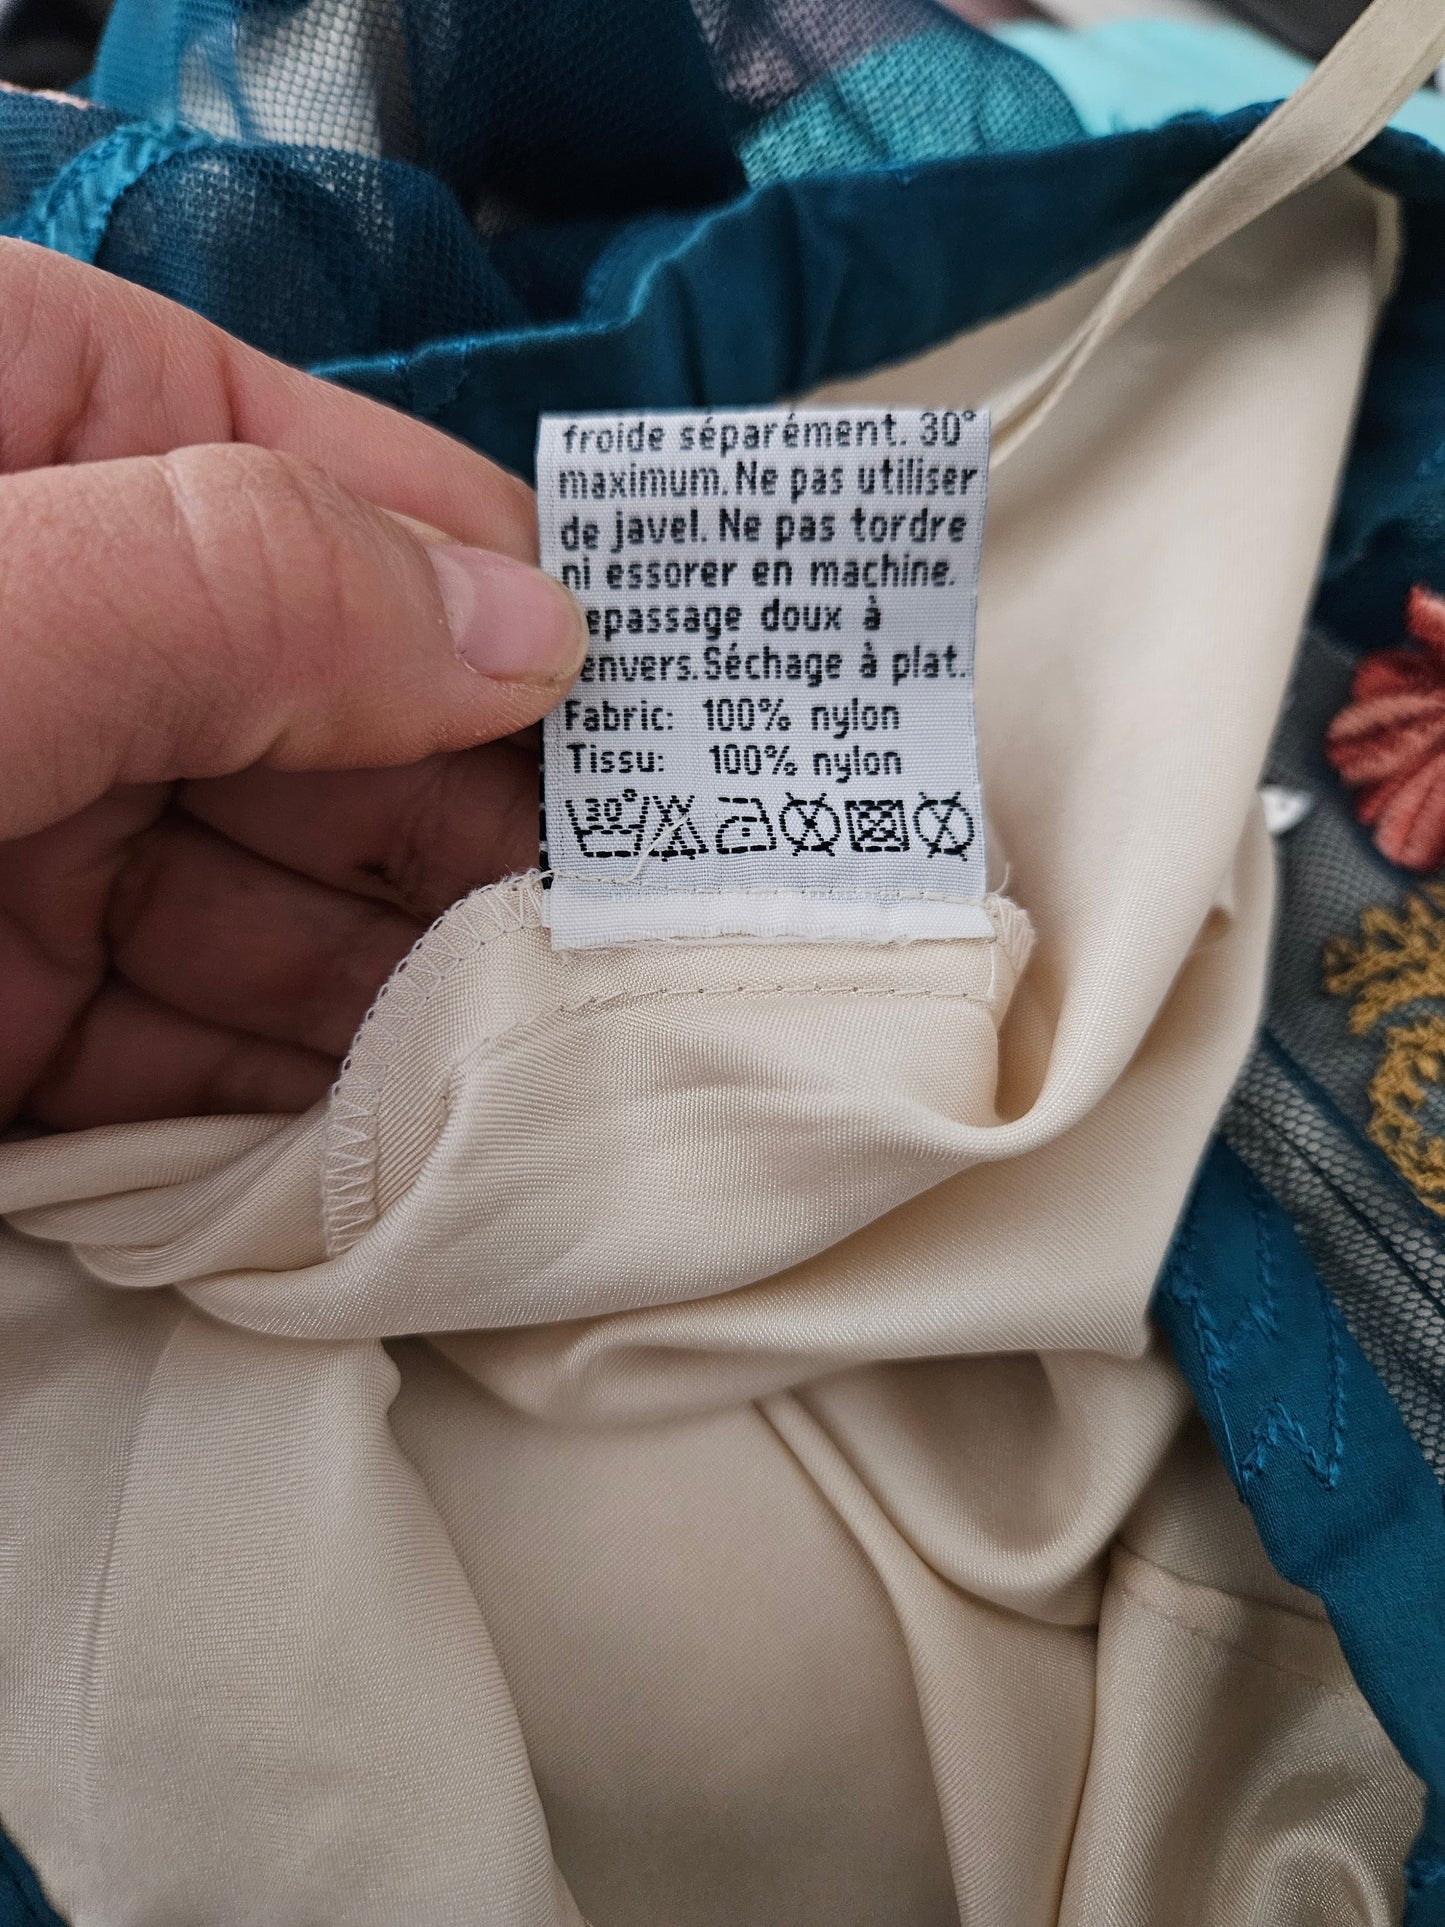 froide séparément. 30°
maximum. Ne pas utiliser
de javel. Ne pas tordre
ni essorer en machine.
epassage doux à
envers. Séchage à plat.
Fabric: 100% nylon
Tissu: 100% nylon
30°